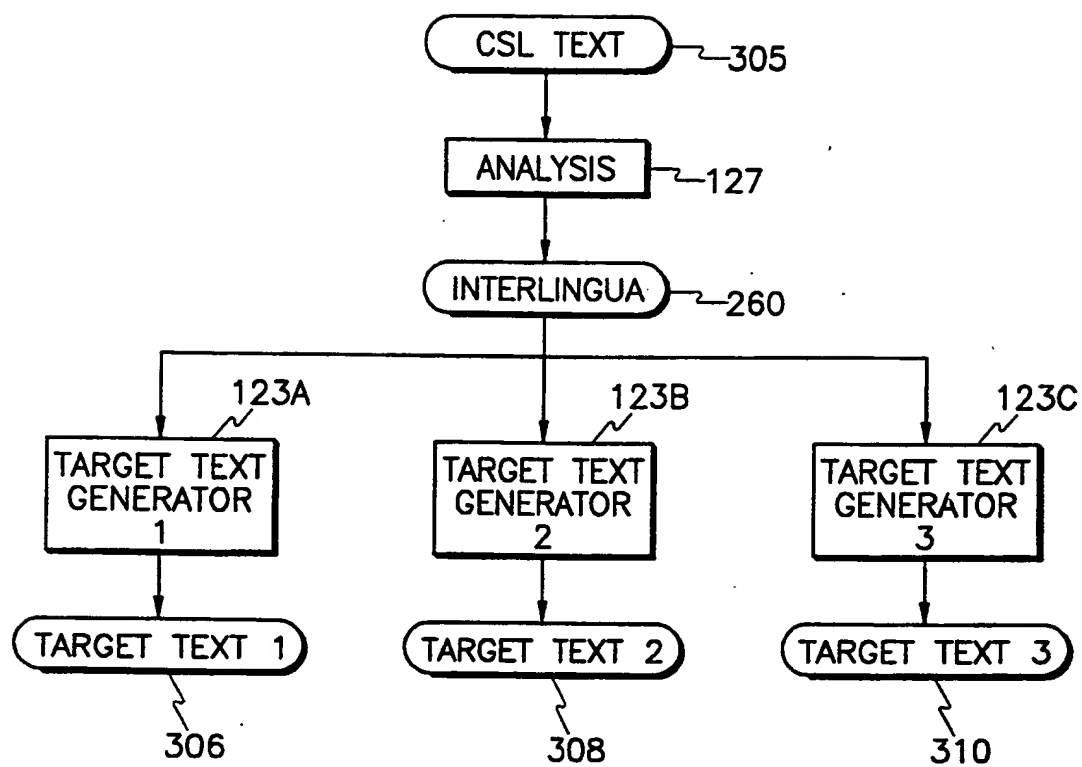 CSL TEXT
305
ANALYSIS
127
INTERLINGUA
260
123A
123B
123C
TARGET TEXT
GENERATOR
1
TARGET TEXT
GENERATOR
2
TARGET TEXT
GENERATOR
3
TARGET TEXT 1
TARGET TEXT 2
TARGET TEXT 3
306
308
310